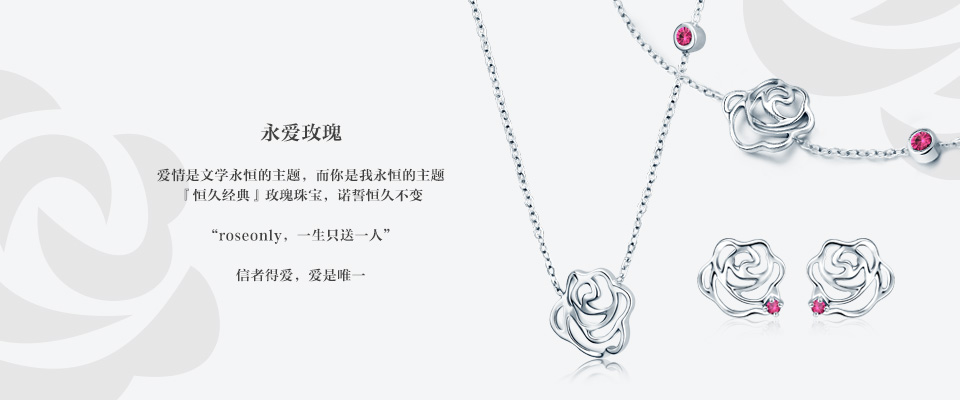 永爱玫瑰
爱情是文学永恒的主题，而你是我永恒的主题
『恒久经典』玫瑰珠宝，诺誓恒久不变
“roseonly，一生只送一人”
信者得爱，爱是唯一